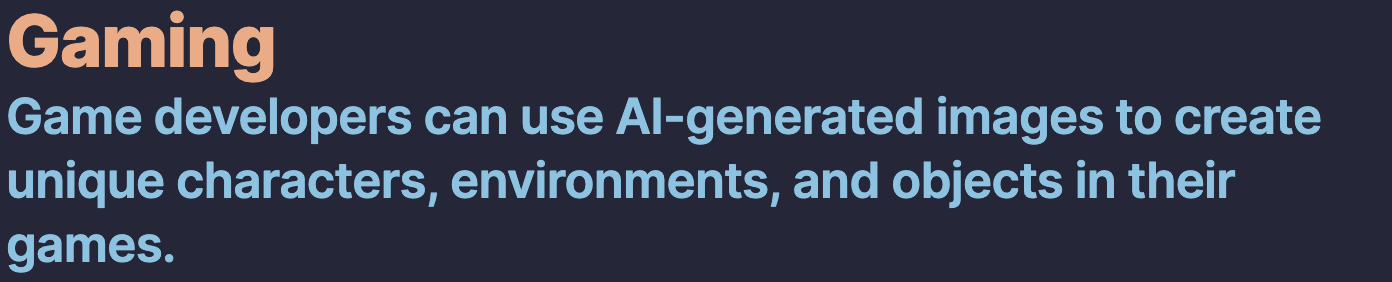 Gaming
Game developers can use AI-generated images to create
unique characters, environments, and objects in their
games.